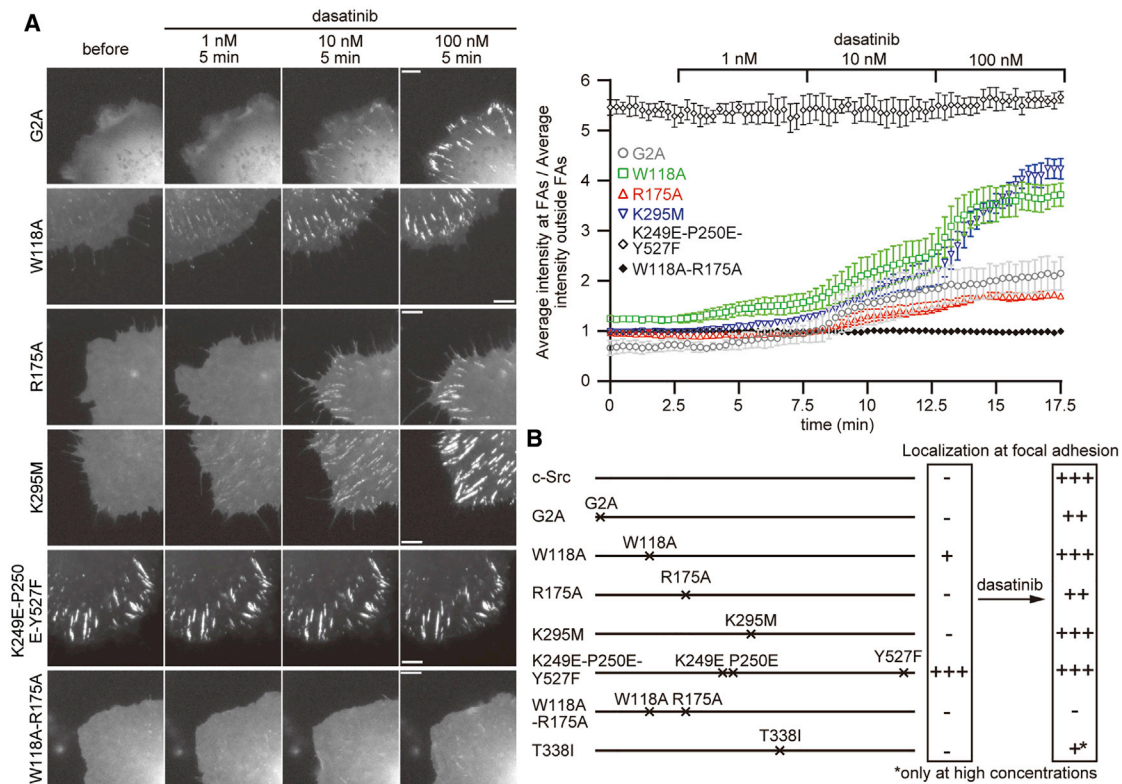 A
dasatinib
before
1 nM
5 min
10 nM
5 min
100 nM
5 min
G2A
W118A
R175A
K295M
K249E-P250
E-Y527F
W118A-R175A
dasatinib
1 nM
10 nM
100 nM
Average intensity at FAs / Average
intensity outside FAs
6
5
4
3
2
1
0
G2A
W118A
R175A
K295M
K249E-P250E-
Y527F
W118A-R175A
0
2.5
5
7.5
10
12.5
15
17.5
time (min)
B
Localization at focal adhesion
c-Src
-
+++
G2A
G2A
-
++
W118A
W118A
+
+++
R175A
R175A
-
++
dasatinib
K295M
K295M
-
+++
K249E-P250E-
Y527F
K249E P250E
Y527F
+++
+++
W118A
-R175A
W118A R175A
-
-
T338I
T338I
-
+*
*only at high concentrations